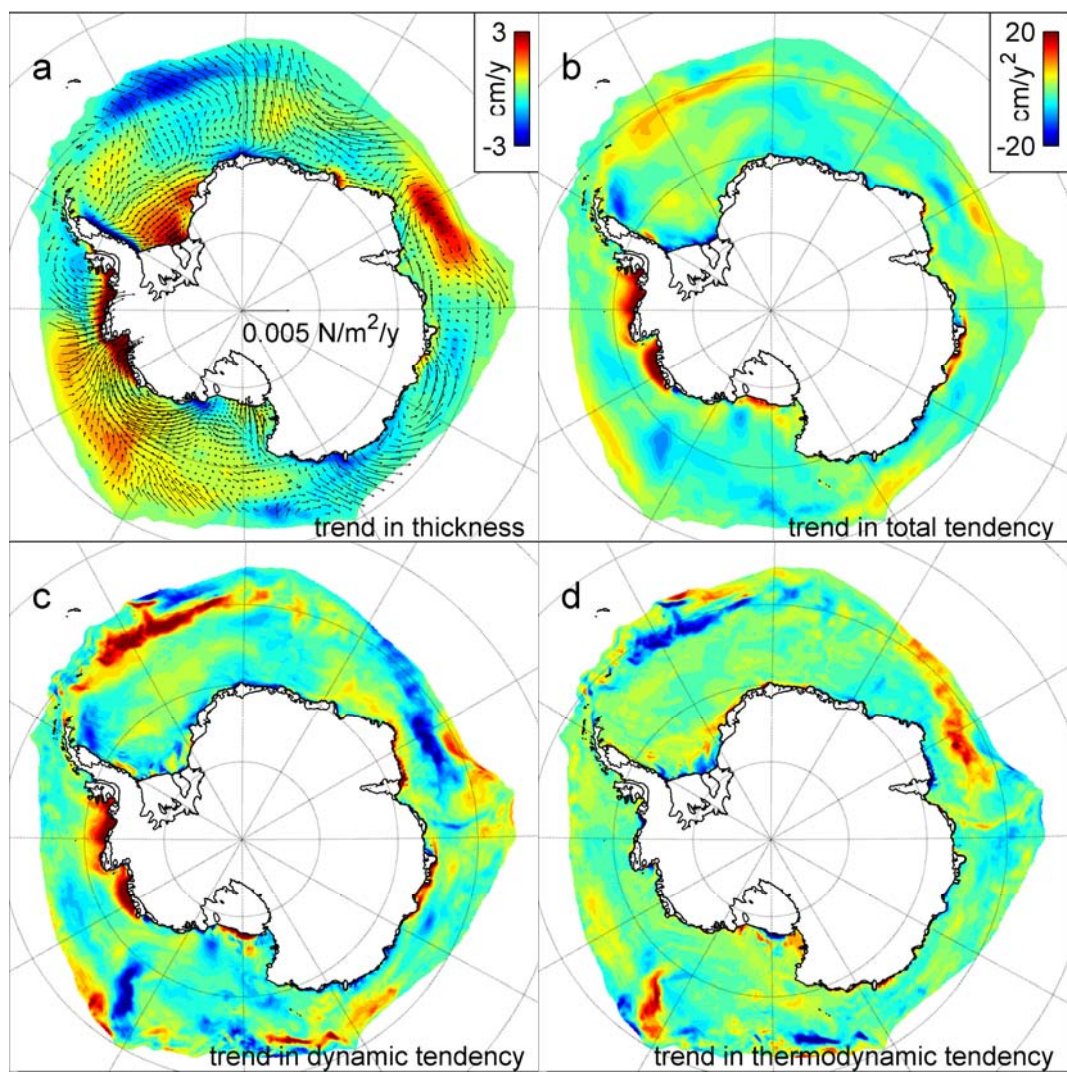 a
3
cm/y
-3
0.005 N/m²/y
trend in thickness
b
20
cm/y²
-20
trend in total tendency
c
trend in dynamic tendency
d
trend in thermodynamic tendency